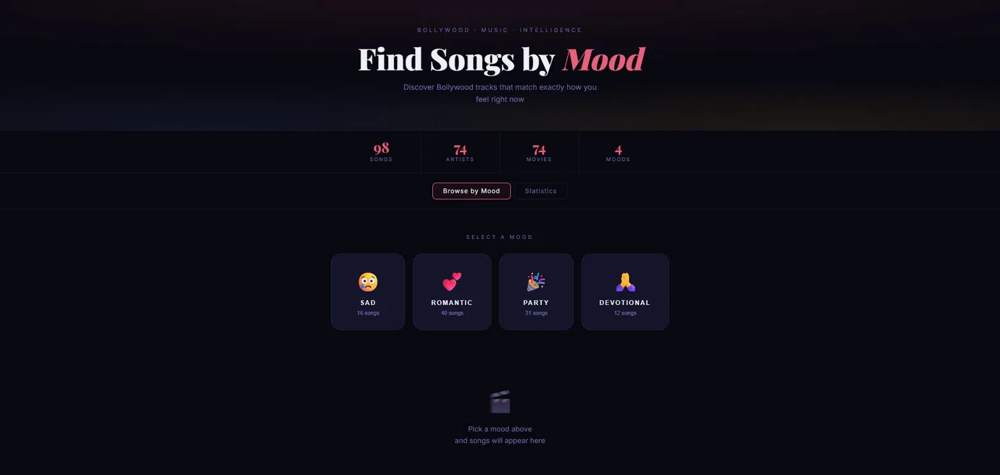 BOLLYWOOD · MUSIC · INTELLIGENCE
Find Songs by Mood
Discover Bollywood tracks that match exactly how you
feel right now
98
SONGS
74
ARTISTS
74
MOVIES
4
MOODS
Browse by Mood
Statistics
SELECT A MOOD
SAD
16 songs
ROMANTIC
40 songs
PARTY
31 songs
DEVOTIONAL
12 songs
Pick a mood above
and songs will appear here